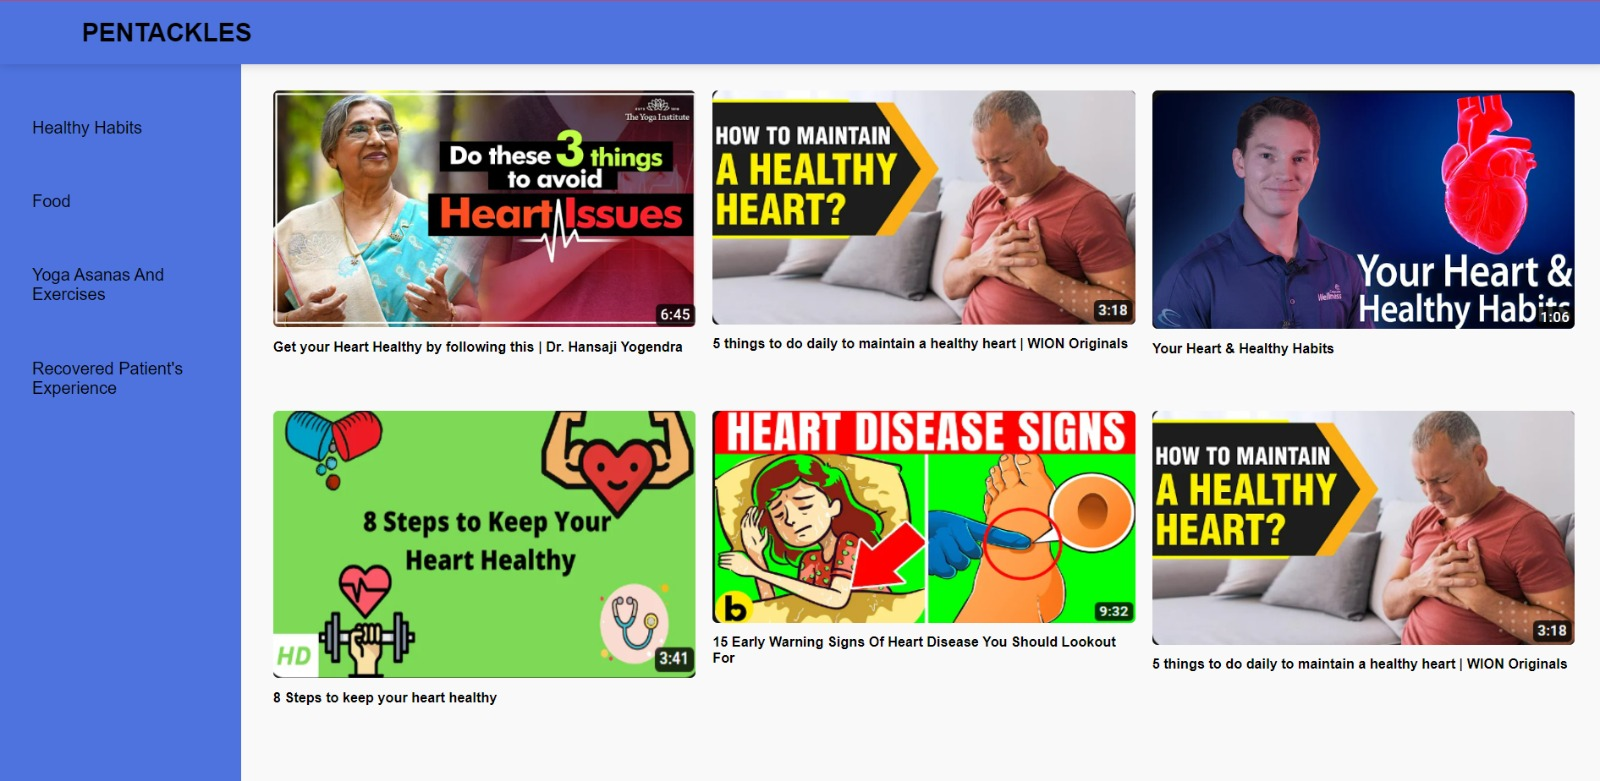 PENTACKLES
Healthy Habits
Food
Yoga Asanas And
Exercises
Recovered Patient's
Experience
The Yoga Institute
Do these 3 things
to avoid
Heart Issues
6:45
Get your Heart Healthy by following this | Dr. Hansaji Yogendra
HOW TO MAINTAIN
A HEALTHY
HEART?
3:18
5 things to do daily to maintain a healthy heart | WION Originals
Wellness
Your Heart &
Healthy Habits
1:06
Your Heart & Healthy Habits
8 Steps to Keep Your
Heart Healthy
HD
3:41
8 Steps to keep your heart healthy
HEART DISEASE SIGNS
b
9:32
15 Early Warning Signs Of Heart Disease You Should Lookout
For
HOW TO MAINTAIN
A HEALTHY
HEART?
3:18
5 things to do daily to maintain a healthy heart | WION Originals